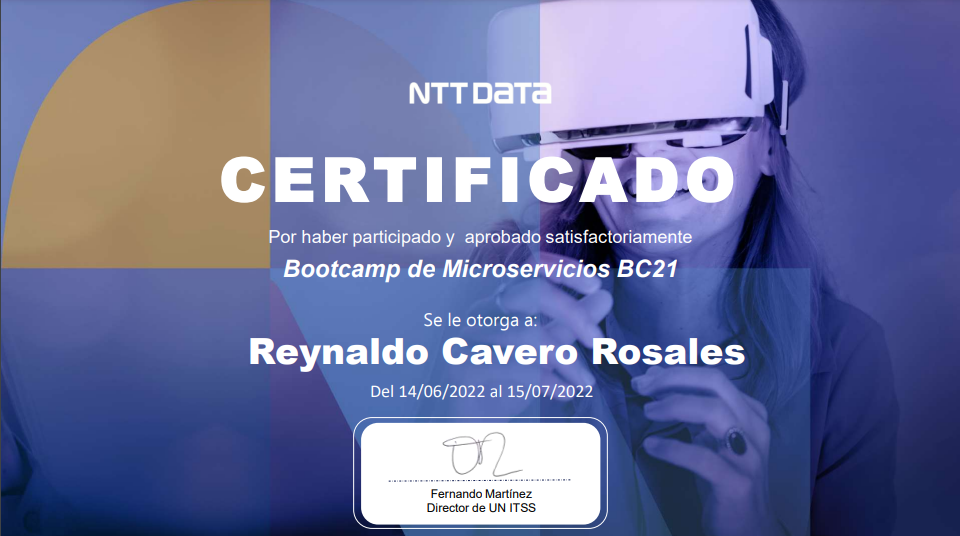 NTT DATA
CERTIFICADO
Por haber participado y aprobado satisfactoriamente
Bootcamp de Microservicios BC21
Se le otorga a:
Reynaldo Cavero Rosales
Del 14/06/2022 al 15/07/2022
Fernando Martínez
Director de UN ITSS